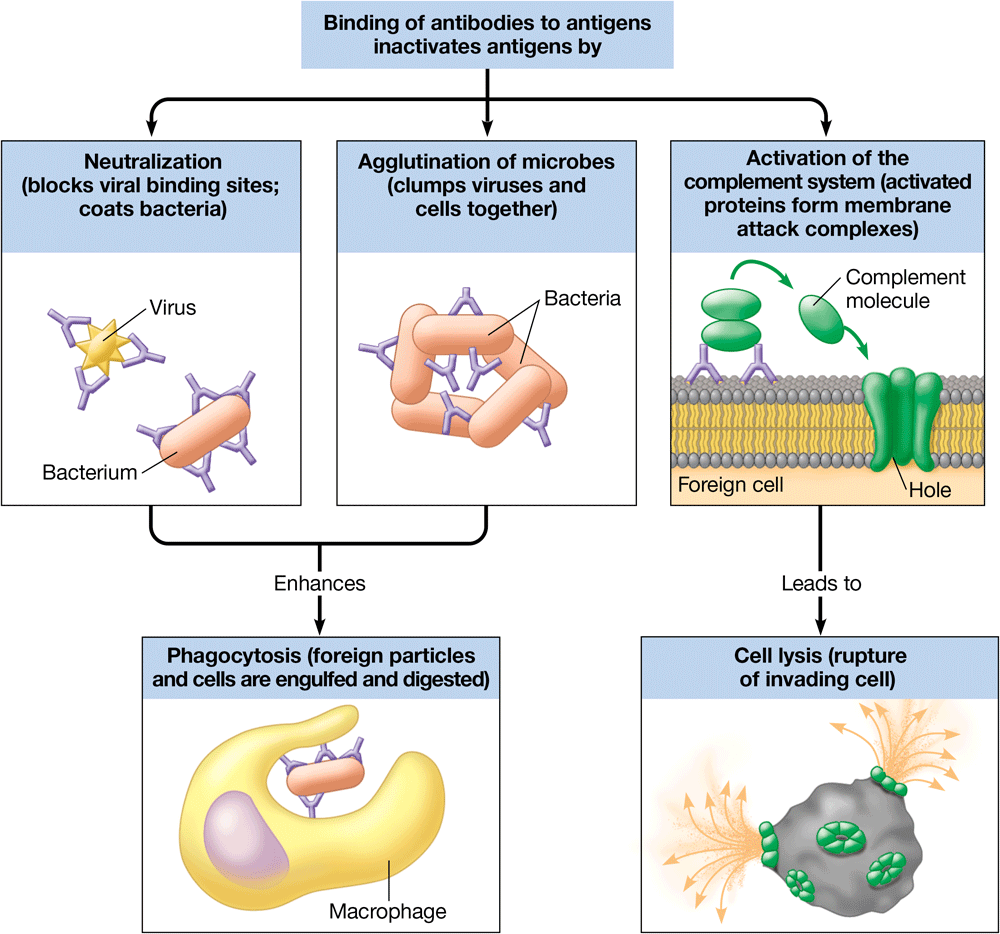 Binding of antibodies to antigens
inactivates antigens by
Neutralization
(blocks viral binding sites;
coats bacteria)
Virus
Bacterium
Agglutination of microbes
(clumps viruses and
cells together)
Bacteria
Activation of the
complement system (activated
proteins form membrane
attack complexes)
Complement
molecule
Foreign cell
Hole
Enhances
Leads to
Phagocytosis (foreign particles
and cells are engulfed and digested)
Macrophage
Cell lysis (rupture
of invading cell)